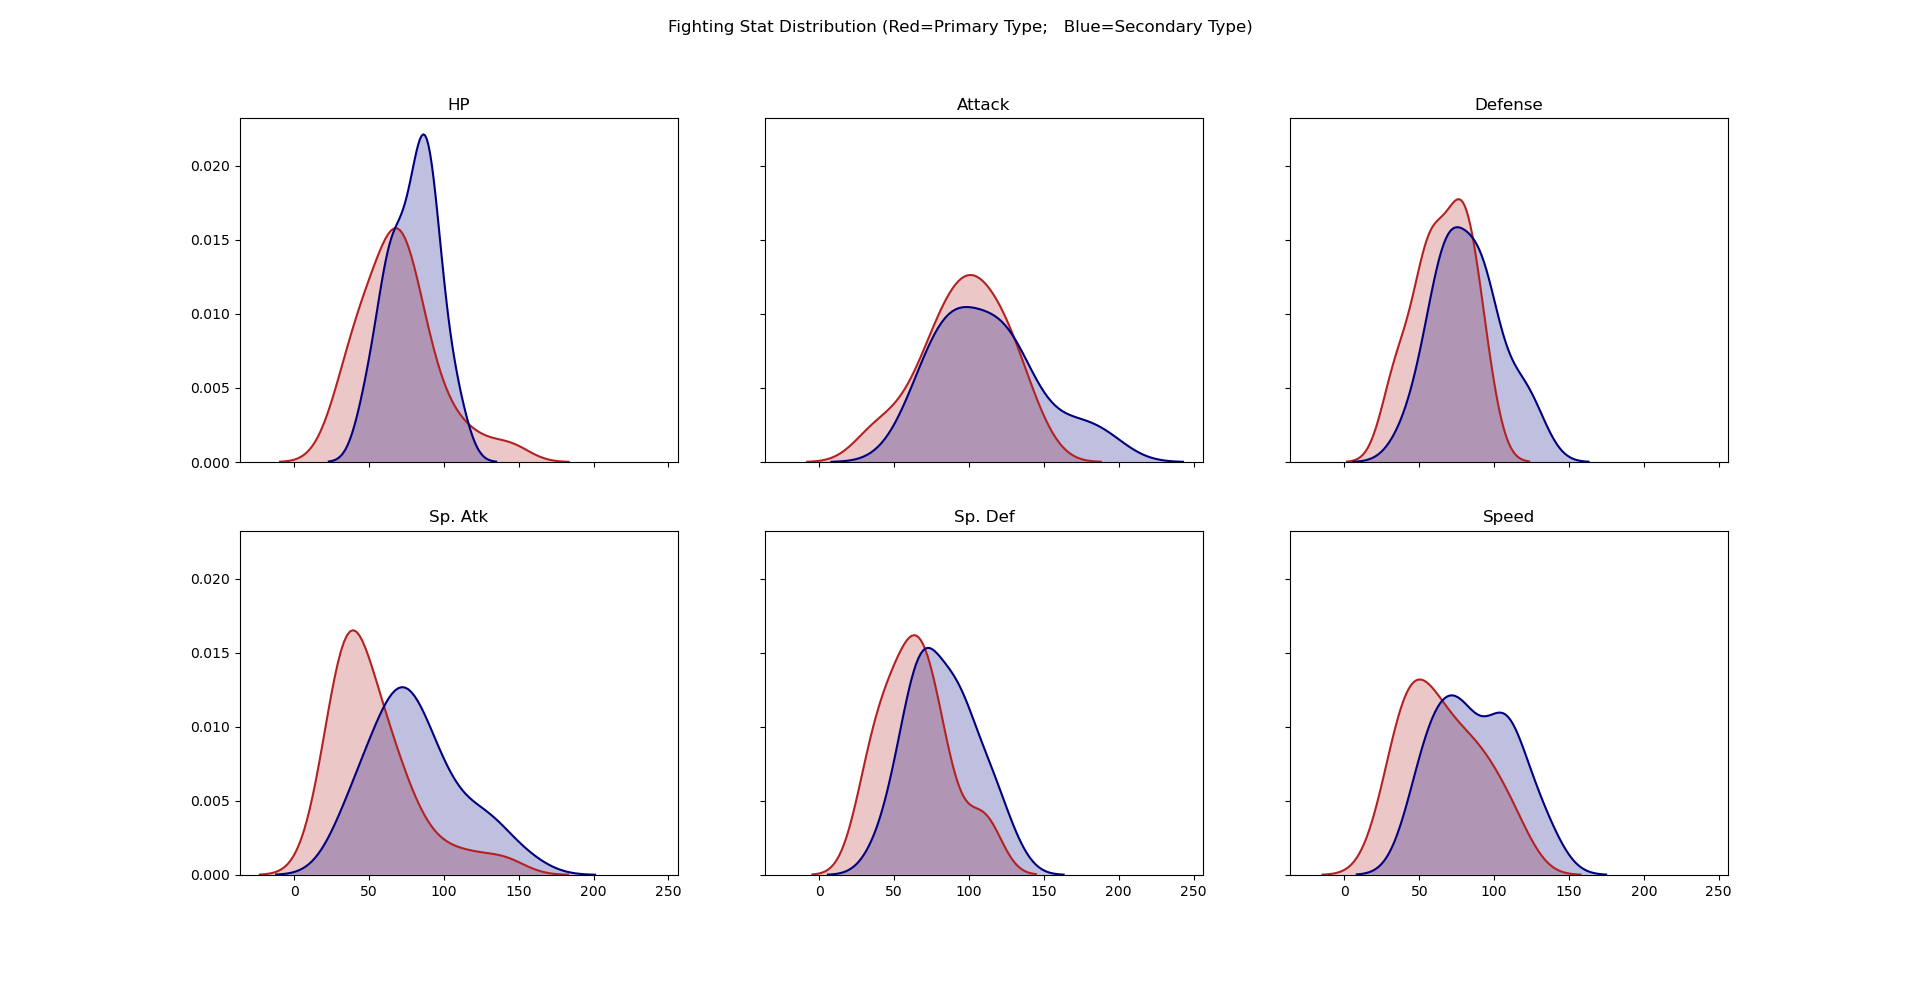 Fighting Stat Distribution (Red=Primary Type;   Blue=Secondary Type)
HP
Attack
Defense
0.020
0.015
0.010
0.005
0.000
Sp. Atk
Sp. Def
Speed
0.020
0.015
0.010
0.005
0.000
0 50 100 150 200 250
0 50 100 150 200 250
0 50 100 150 200 250